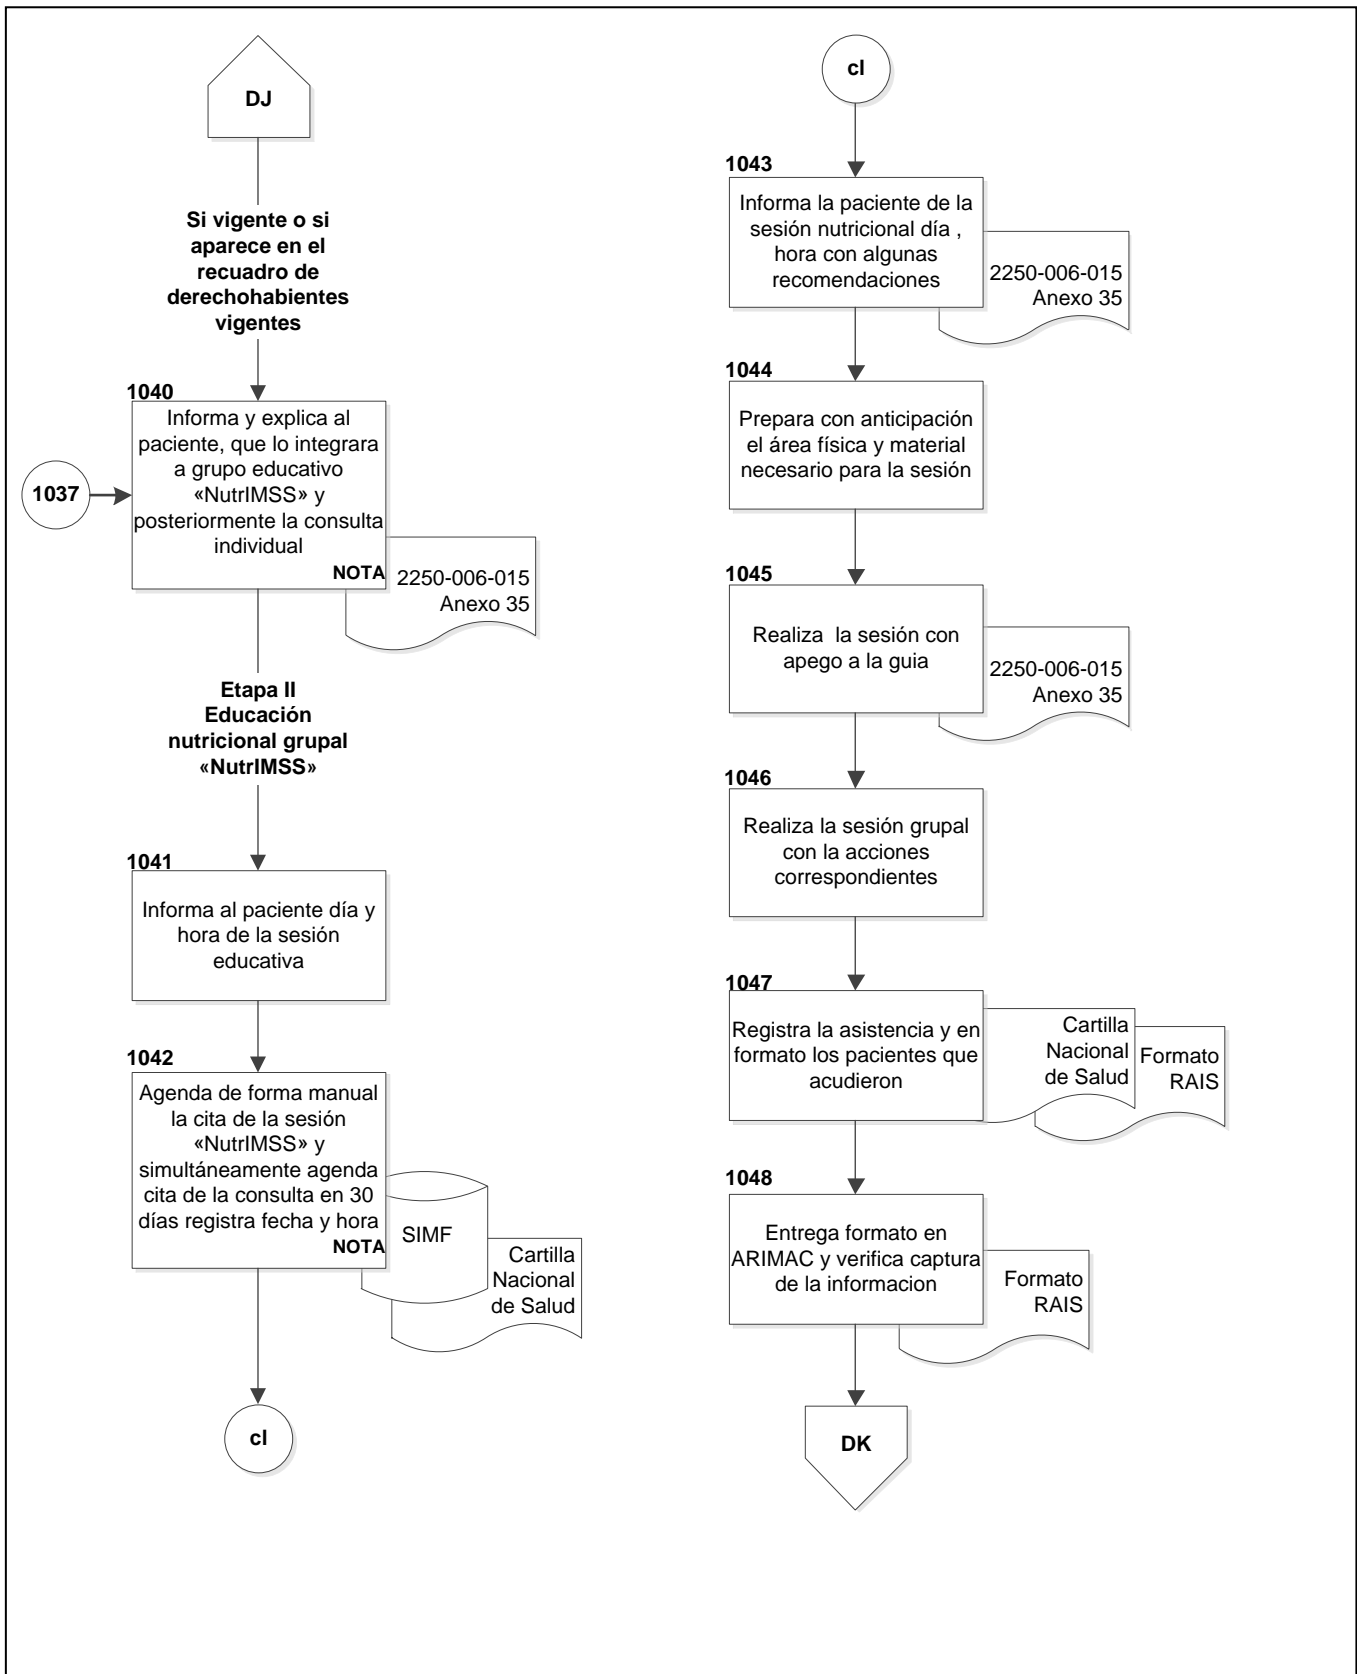 DJ
Si vigente o si
aparece en el
recuadro de
derechohabientes
vigentes
1040
Informa y explica al
paciente, que lo integrara
a grupo educativo
«NutrIMSS» y
posteriormente la consulta
individual
NOTA
1037
2250-006-015
Anexo 35
Etapa II
Educación
nutricional grupal
«NutrIMSS»
1041
Informa al paciente día y
hora de la sesión
educativa
1042
Agenda de forma manual
la cita de la sesión
«NutrIMSS» y
simultáneamente agenda
cita de la consulta en 30
días registra fecha y hora
NOTA
SIMF
Cartilla
Nacional
de Salud
cl
cl
1043
Informa la paciente de la
sesión nutricional día ,
hora con algunas
recomendaciones
2250-006-015
Anexo 35
1044
Prepara con anticipación
el área física y material
necesario para la sesión
1045
Realiza  la sesión con
apego a la guia
2250-006-015
Anexo 35
1046
Realiza la sesión grupal
con la acciones
correspondientes
1047
Registra la asistencia y en
formato los pacientes que
acudieron
Cartilla
Nacional
de Salud
Formato
RAIS
1048
Entrega formato en
ARIMAC y verifica captura
de la informacion
Formato
RAIS
DK